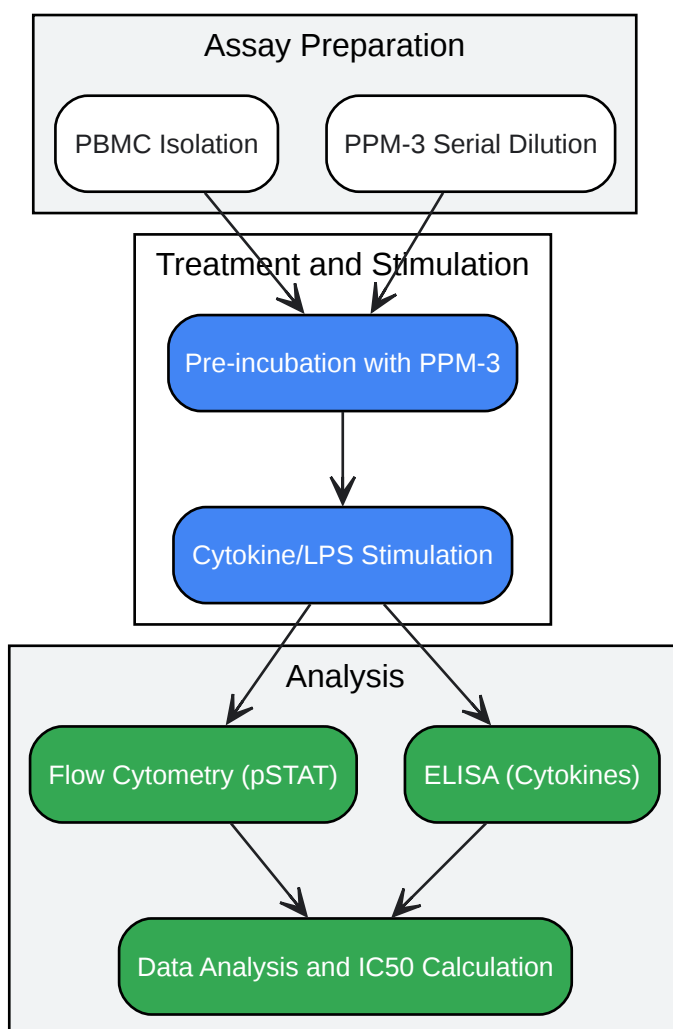 Assay Preparation
PBMC Isolation
PPM-3 Serial Dilution
Treatment and Stimulation
Pre-incubation with PPM-3
Cytokine/LPS Stimulation
Analysis
Flow Cytometry (pSTAT)
ELISA (Cytokines)
Data Analysis and IC50 Calculation